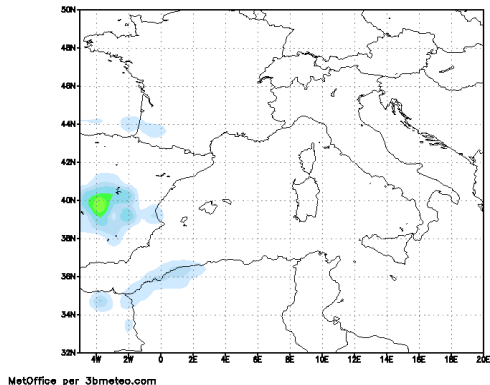 50N
48N
46N
44N
42N
40N
38N
36N
34N
32N
4W 2W 0 2E 4E 6E 8E 10E 12E 14E 16E 18E 20E
MetOffice per 3bmeteo.com